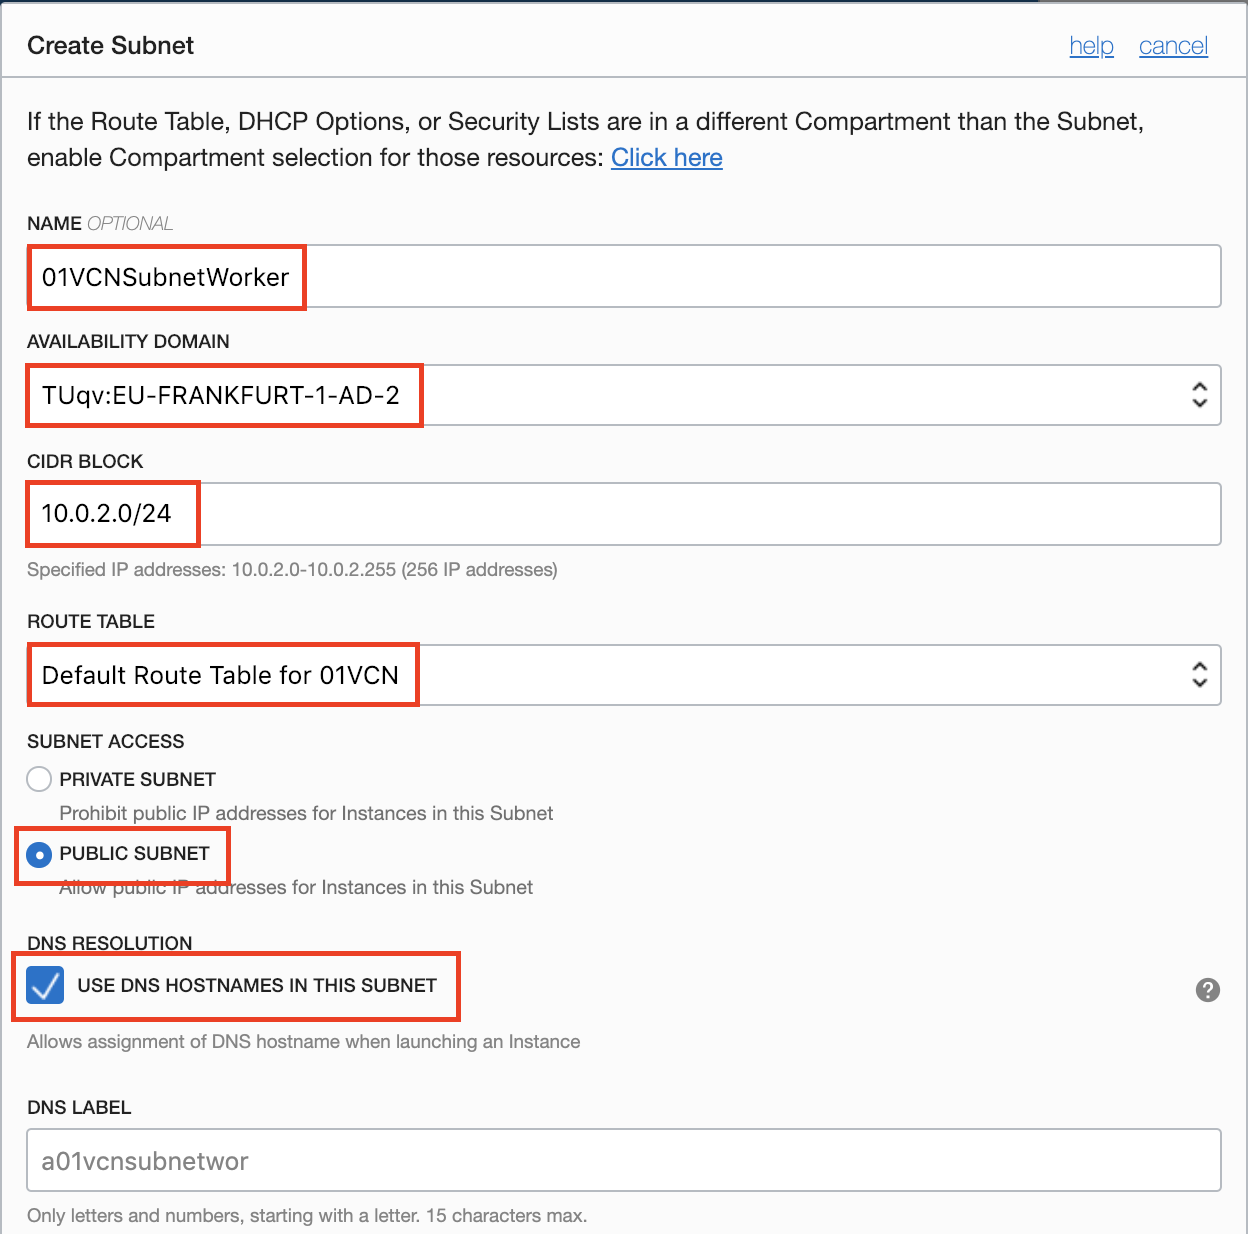 Create Subnet
help cancel
If the Route Table, DHCP Options, or Security Lists are in a different Compartment than the Subnet,
enable Compartment selection for those resources: Click here
NAME OPTIONAL
01VCNSubnetWorker
AVAILABILITY DOMAIN
TUqv:EU-FRANKFURT-1-AD-2
CIDR BLOCK
10.0.2.0/24
Specified IP addresses: 10.0.2.0-10.0.2.255 (256 IP addresses)
ROUTE TABLE
Default Route Table for 01VCN
SUBNET ACCESS
PRIVATE SUBNET
Prohibit public IP addresses for Instances in this Subnet
PUBLIC SUBNET
Allow public IP addresses for Instances in this Subnet
DNS RESOLUTION
USE DNS HOSTNAMES IN THIS SUBNET
?
Allows assignment of DNS hostname when launching an Instance
DNS LABEL
a01vcnsubnetwor
Only letters and numbers, starting with a letter. 15 characters max.